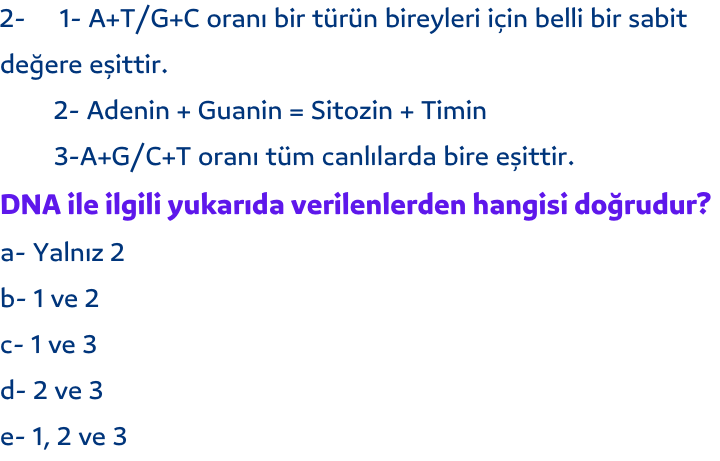 2- 1- A+T/G+C oranı bir türün bireyleri için belli bir sabit
değere eşittir.
2- Adenin + Guanin = Sitozin + Timin
3-A+G/C+T oranı tüm canlılarda bire eşittir.
DNA ile ilgili yukarıda verilenlerden hangisi doğrudur?
a- Yalnız 2
b- 1 ve 2
c- 1 ve 3
d- 2 ve 3
e- 1, 2 ve 3